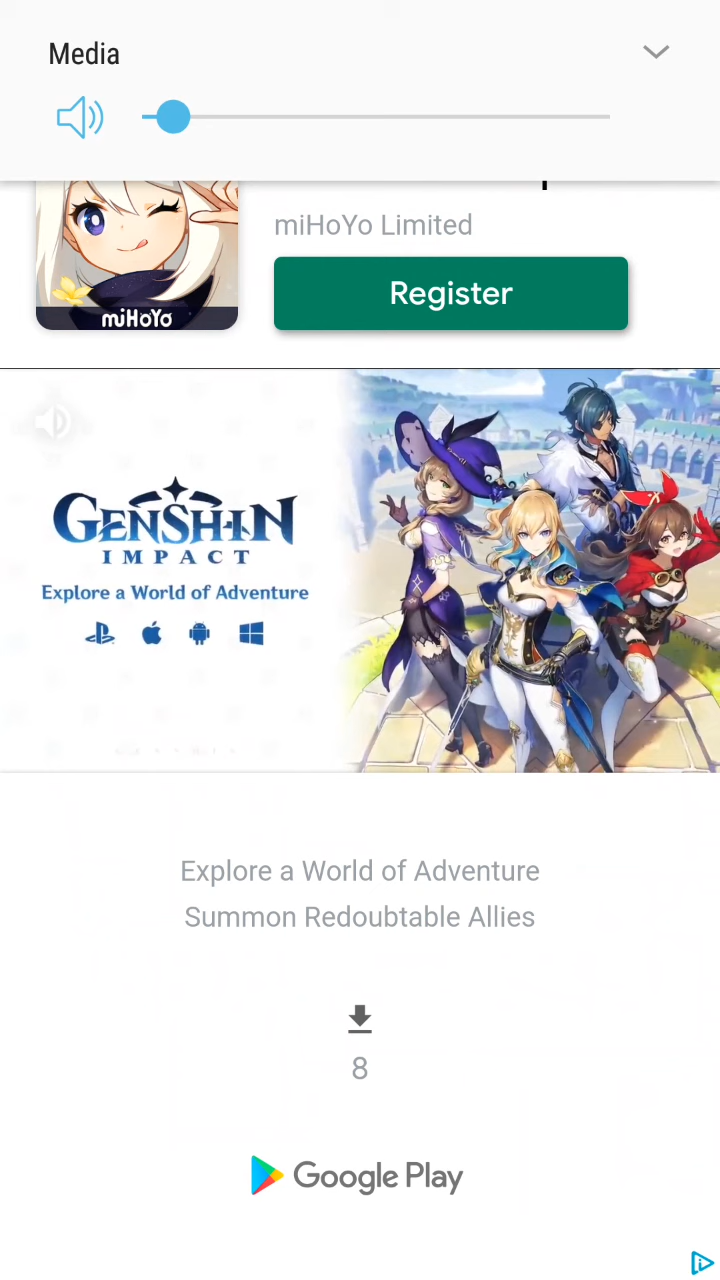 Media
miHoYo Limited
Register
miHoYo
GENSHIN
IMPACT
Explore a World of Adventure
Explore a World of Adventure
Summon Redoubtable Allies
8
Google Play